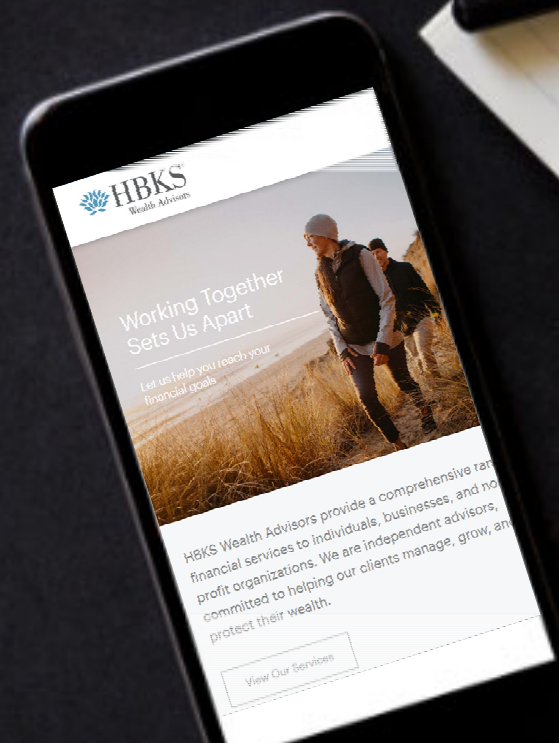 HBKS
Wealth Advisors
Working Together
Sets Us Apart
Let us help you reach your
financial goals
HBKS Wealth Advisors provide a comprehensive
financial services to individuals, businesses, and
profit organizations. We are independent advisors,
committed to helping our clients manage, grow, and
protect their wealth.
View Our Services